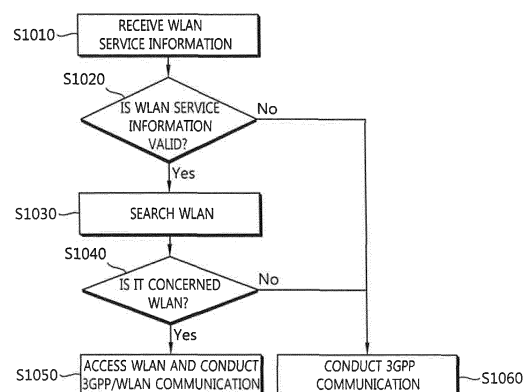 S1010
RECEIVE WLAN
SERVICE INFORMATION
S1020
IS WLAN SERVICE
INFORMATION
VALID?
No
Yes
S1030
SEARCH WLAN
S1040
IS IT CONCERNED
WLAN?
No
Yes
S1050
ACCESS WLAN AND CONDUCT
3GPP/WLAN COMMUNICATION
CONDUCT 3GPP
COMMUNICATION
S1060